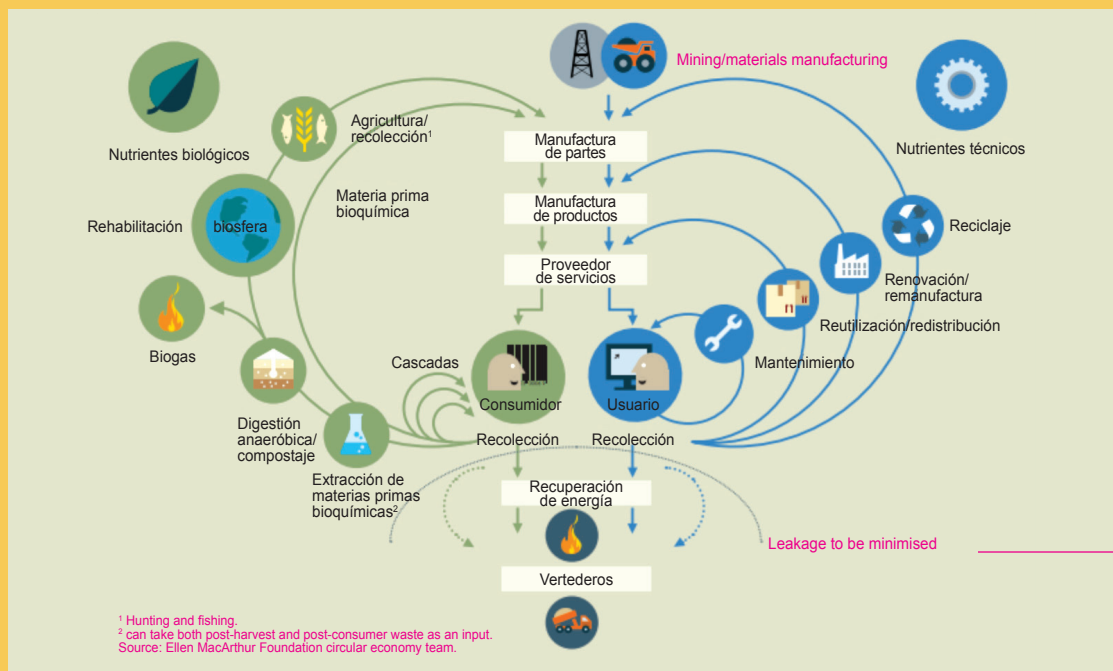 Mining/materials manufacturing
Nutrientes biológicos
Agricultura/
recolección¹
Nutrientes técnicos
Manufactura
de partes
Materia prima
bioquímica
Manufactura
de productos
Rehabilitación
biosfera
Reciclaje
Proveedor
de servicios
Renovación/
remanufactura
Reutilización/redistribución
Biogas
Cascadas
Mantenimiento
Consumidor
Usuario
Digestión
anaeróbica/
compostaje
Recolección
Recolección
Extracción de
materias primas
bioquímicas²
Recuperación
de energía
Leakage to be minimised
Vertederos
¹ Hunting and fishing.
² can take both post-harvest and post-consumer waste as an input.
Source: Ellen MacArthur Foundation circular economy team.